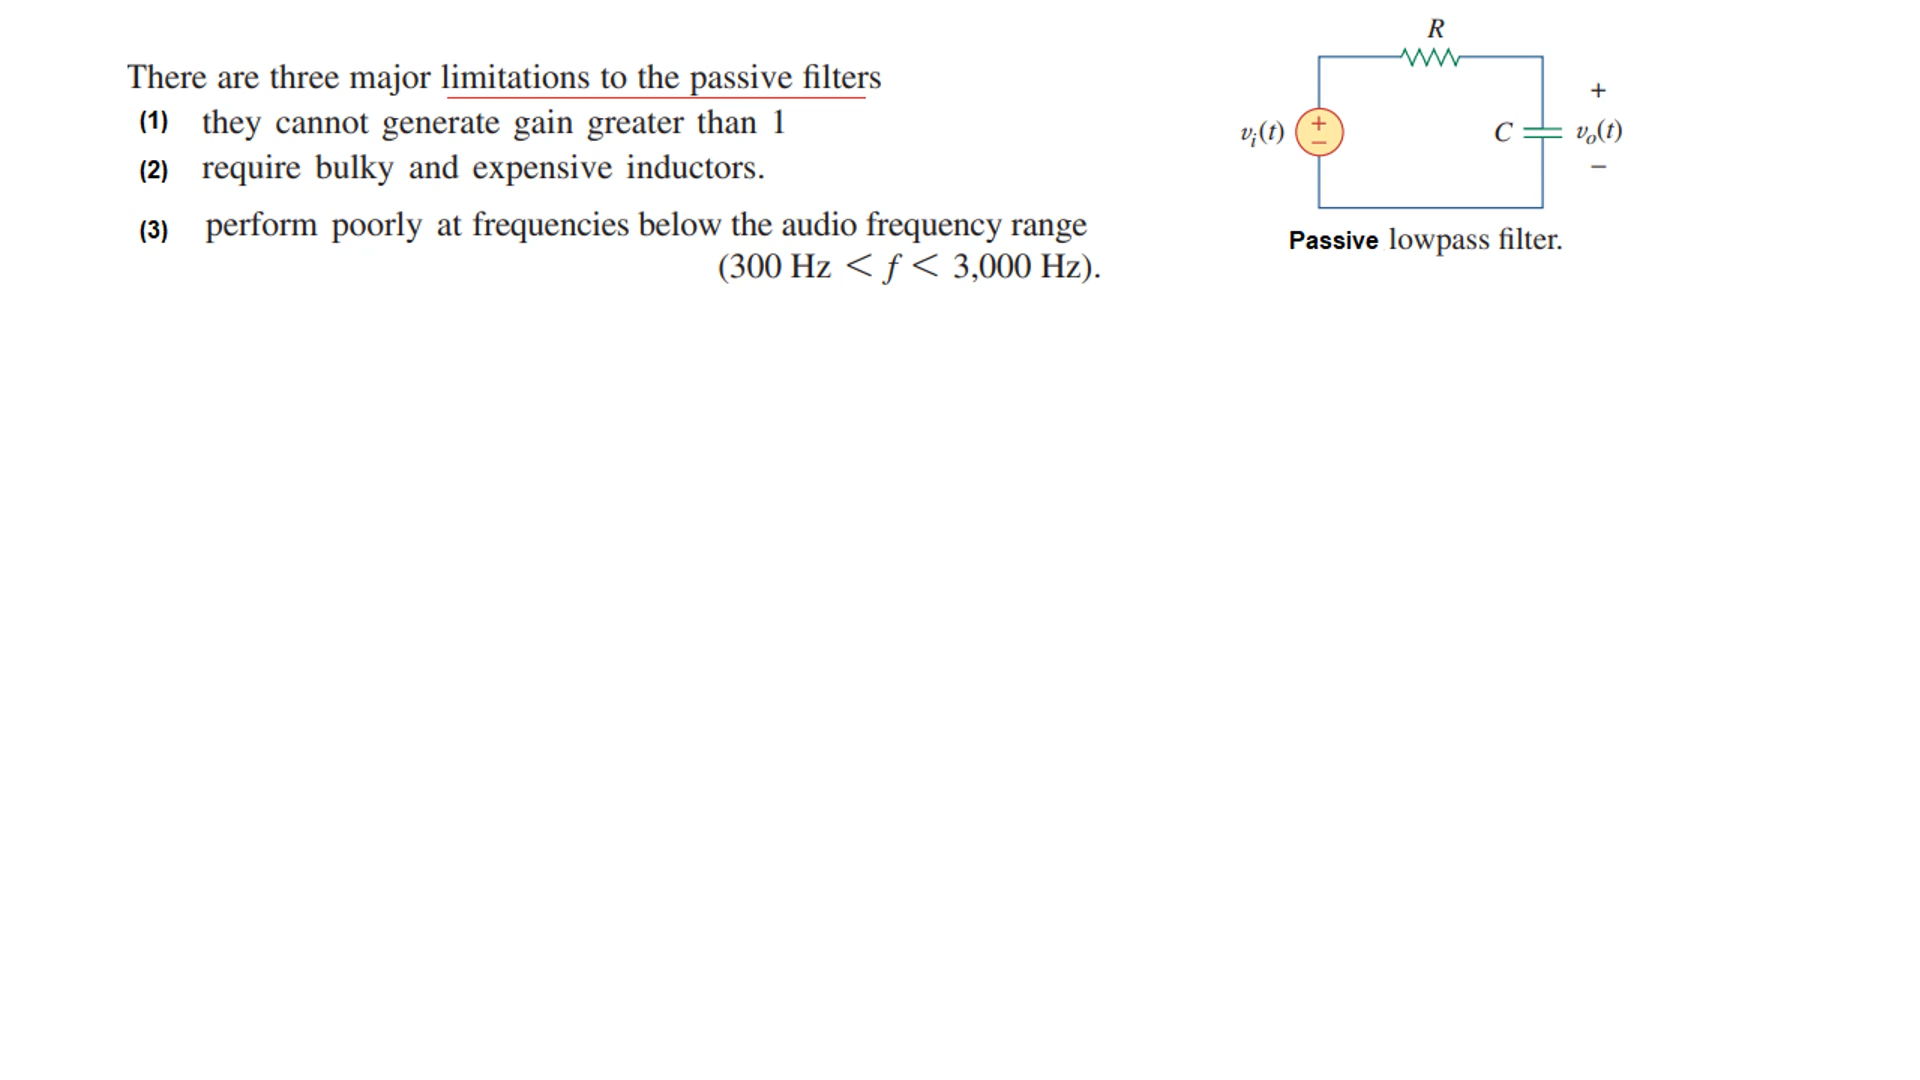 There are three major limitations to the passive filters
(1) they cannot generate gain greater than 1
(2) require bulky and expensive inductors.
(3) perform poorly at frequencies below the audio frequency range
(300 Hz < f < 3,000 Hz).
R
+
vi(t)
+
−
C
vo(t)
−
Passive lowpass filter.